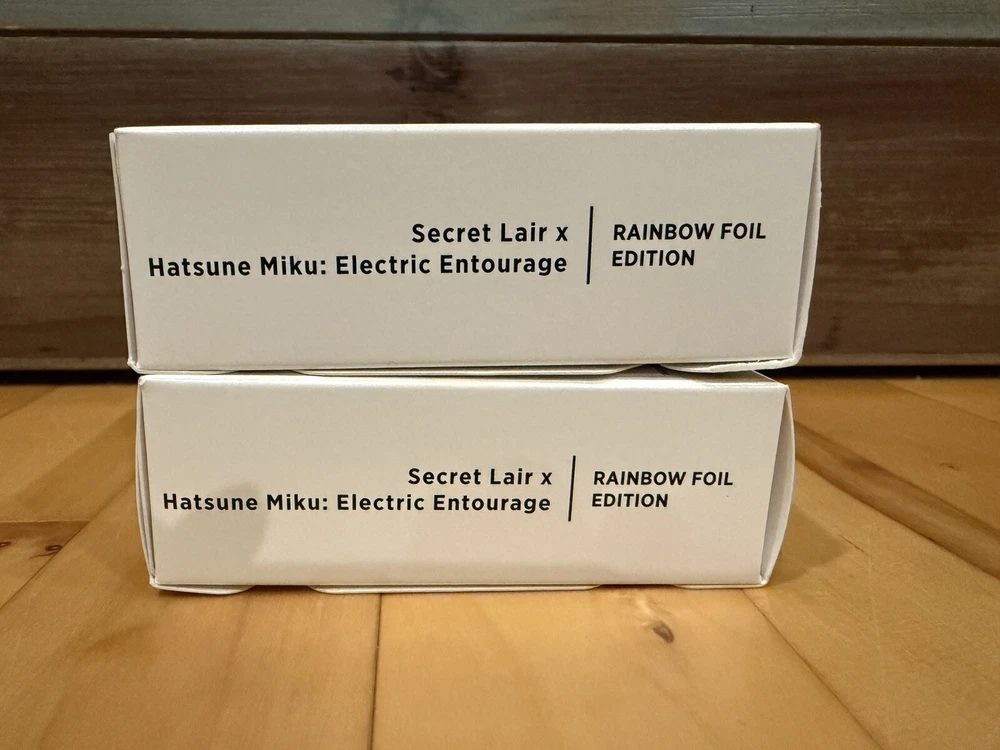 Secret Lair x
Hatsune Miku: Electric Entourage
RAINBOW FOIL
EDITION
Secret Lair x
Hatsune Miku: Electric Entourage
RAINBOW FOIL
EDITION